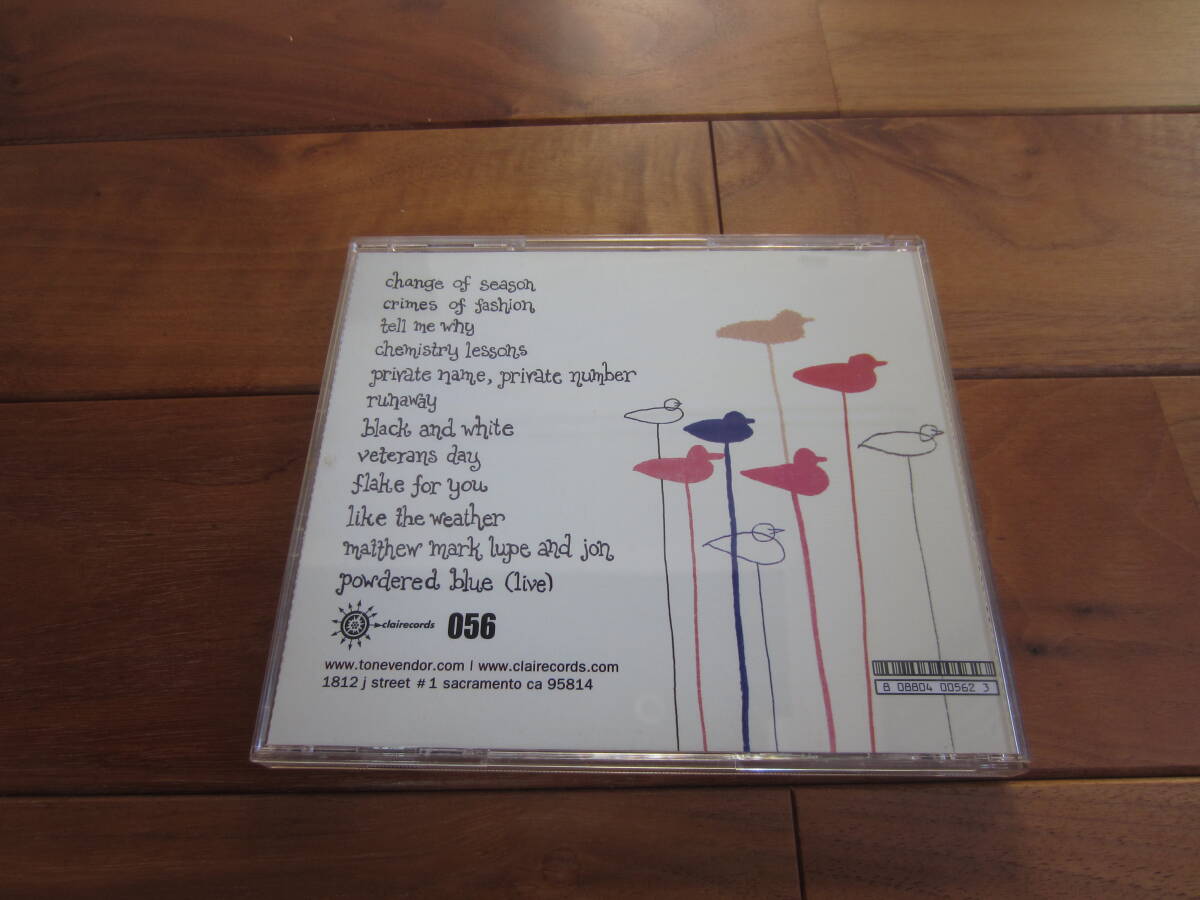 change of season
crimes of fashion
tell me why
chemistry lessons
private name, private number
runaway
black and white
veterans day
flake for you
like the weather
matthew mark lupe and jon
powdered blue (live)
clairecords 056
www.tonevendor.com | www.clairecords.com
1812 j street #1 sacramento ca 95814
8 08804 00562 3